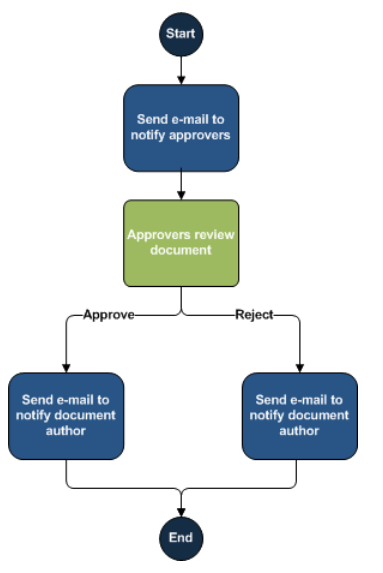 Start
Send e-mail to
notify approvers
Approvers review
document
Approve
Reject
Send e-mail to
notify document
author
Send e-mail to
notify document
author
End